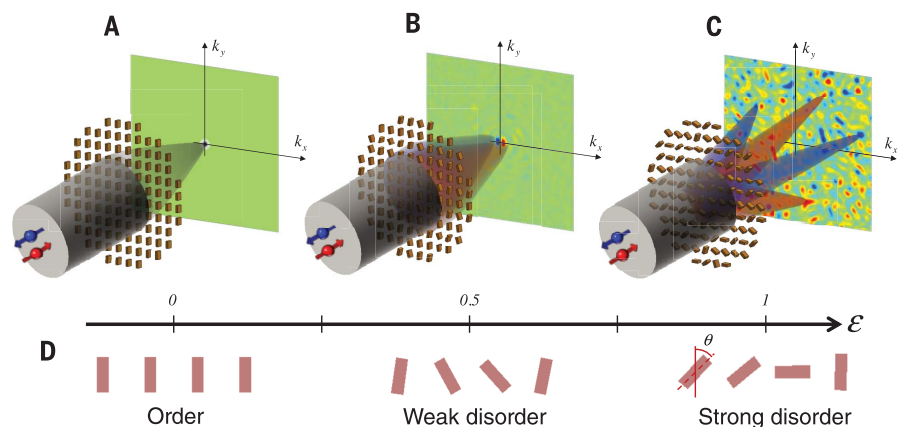 A
B
C
k_y
k_y
k_y
k_x
k_x
k_x
0
0.5
1
ε
D
θ
Order
Weak disorder
Strong disorder